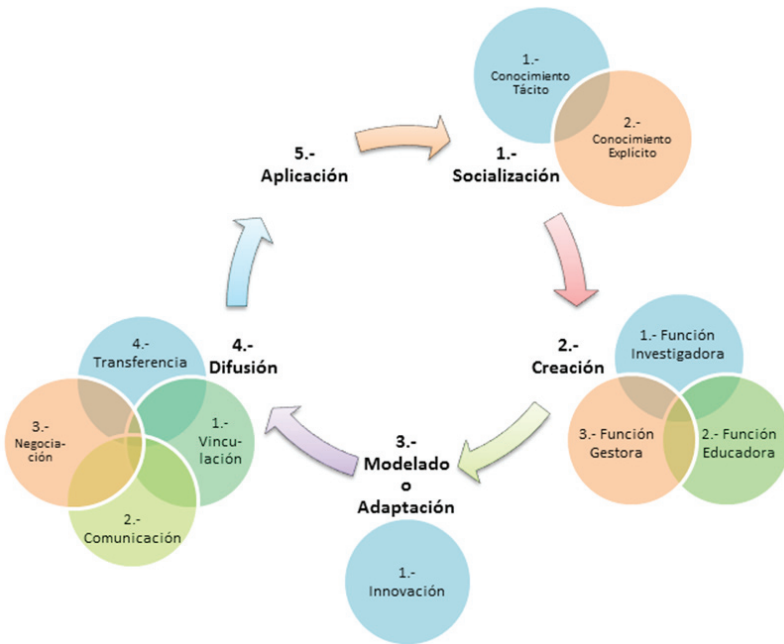 1.-
Conocimiento
Tácito
2.-
Conocimiento
Explícito
1.-
Socialización
5.-
Aplicación
4.-
Transferencia
4.-
Difusión
3.-
Negocia-
ción
1.-
Vincu-
lación
2.-
Comunicación
2.-
Creación
1.- Función
Investigadora
3.- Función
Gestora
2.- Función
Educadora
3.-
Modelado
o
Adaptación
1.-
Innovación